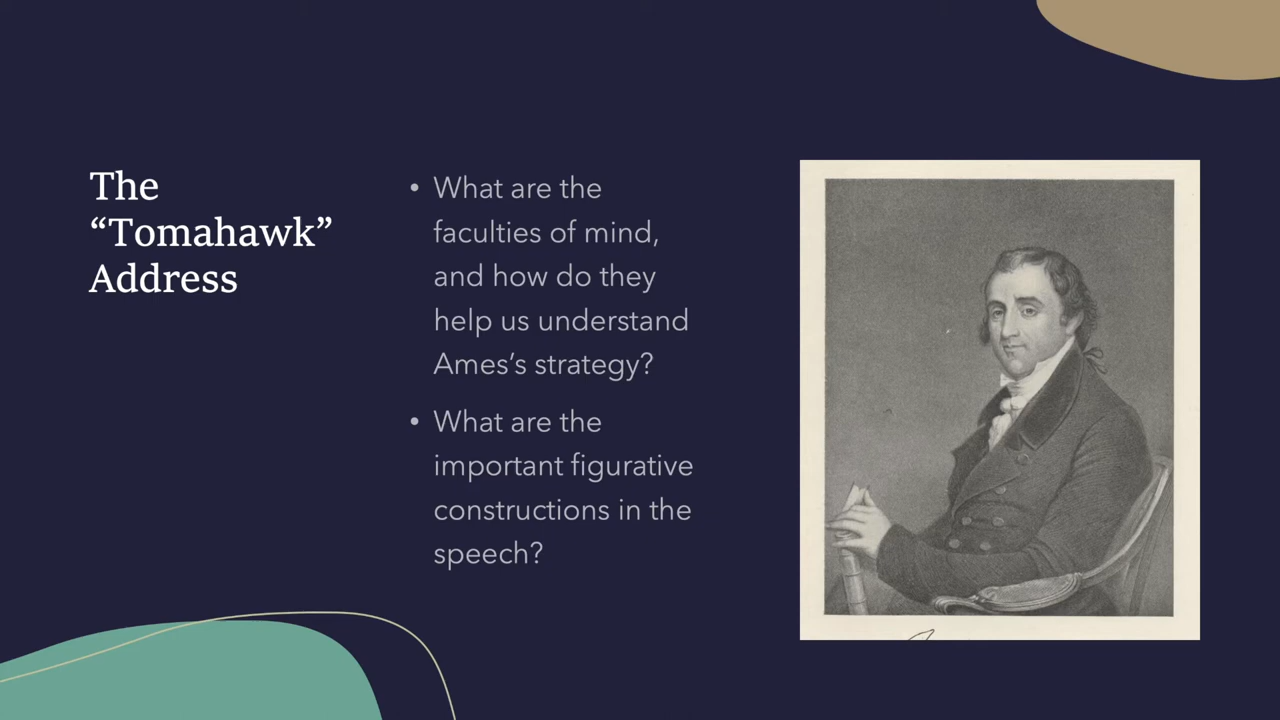 The
“Tomahawk”
Address
• What are the
faculties of mind,
and how do they
help us understand
Ames’s strategy?
• What are the
important figurative
constructions in the
speech?